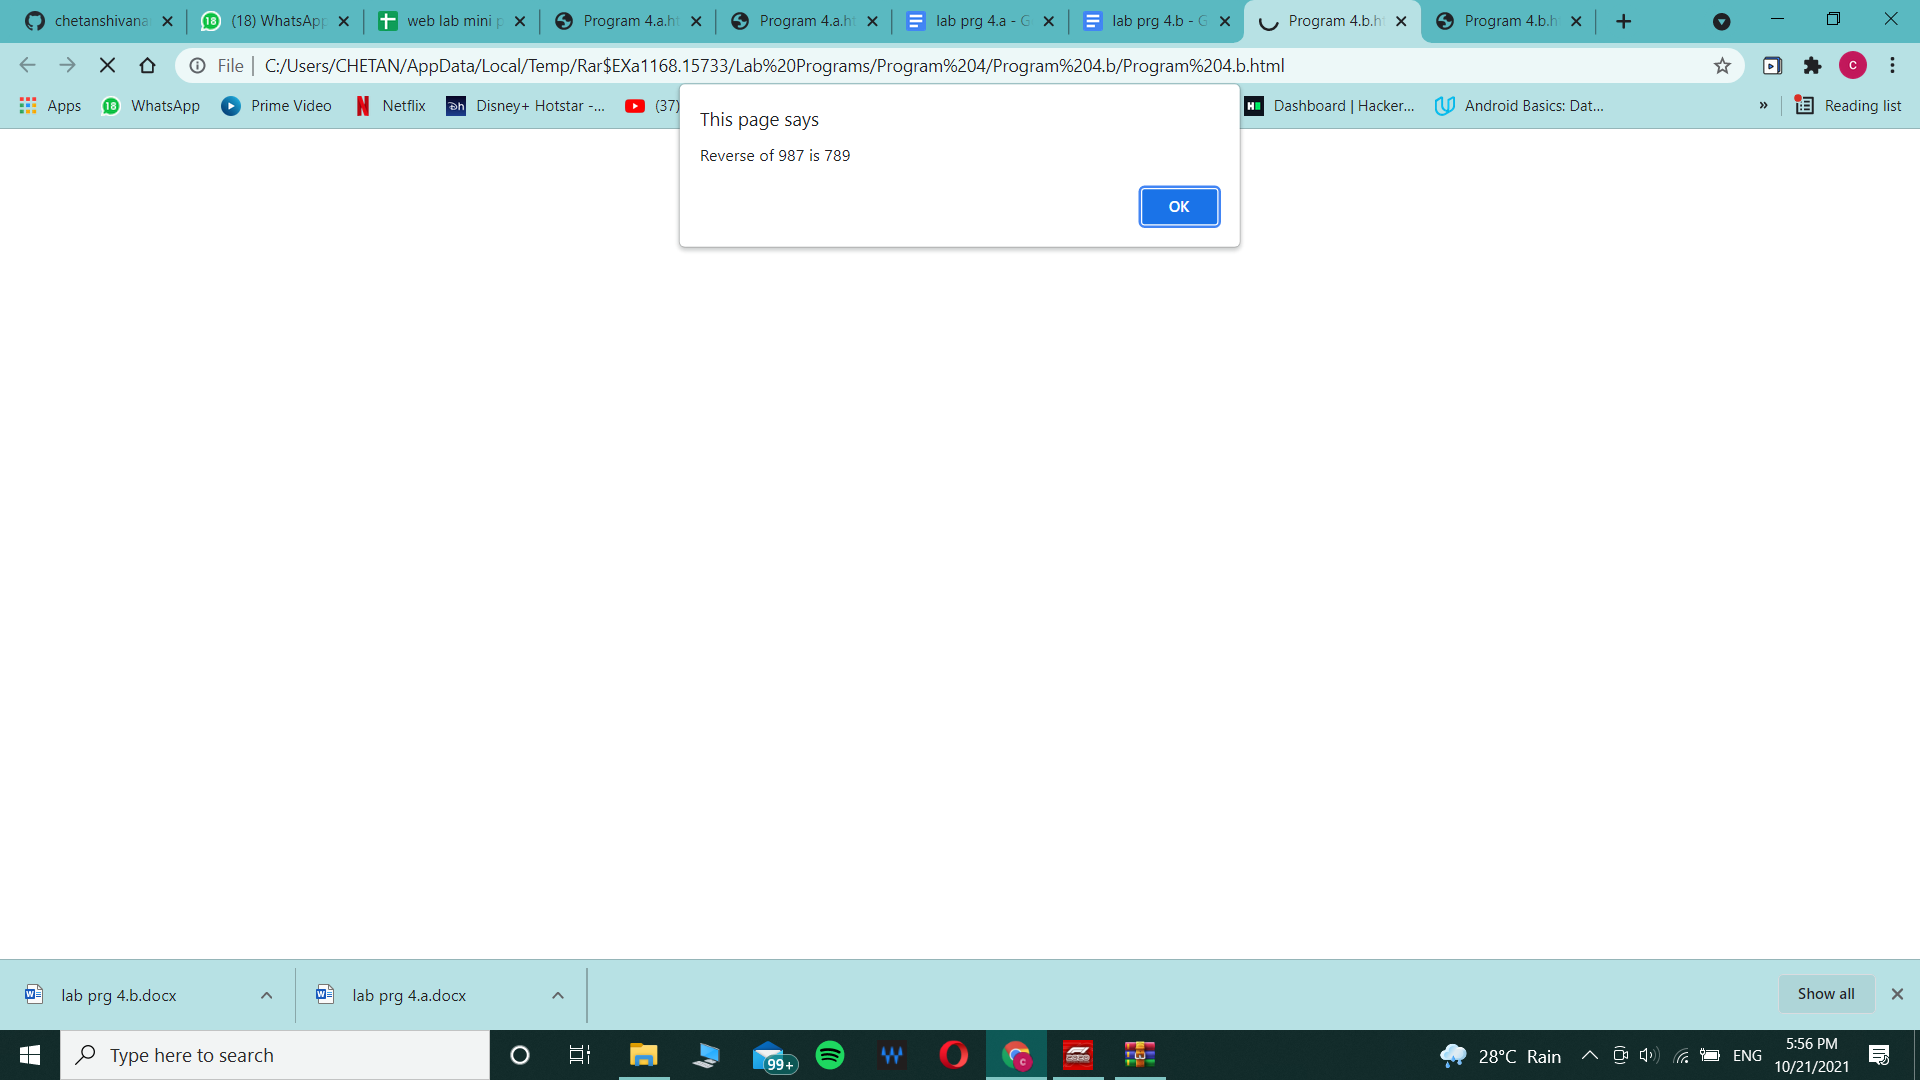 chetanshivana
(18) WhatsApp
web lab mini p
Program 4.a.ht
Program 4.a.ht
lab prg 4.a - G
lab prg 4.b - G
Program 4.b.ht
Program 4.b.h
File
C:/Users/CHETAN/AppData/Local/Temp/Rar$EXa1168.15733/Lab%20Programs/Program%204/Program%204.b/Program%204.b.html
c
Apps
18
WhatsApp
Prime Video
Netflix
Disney+ Hotstar -...
(37)
Dashboard | Hacker...
Android Basics: Dat...
»
Reading list
This page says
Reverse of 987 is 789
OK
lab prg 4.b.docx
lab prg 4.a.docx
Show all
Type here to search
99+
28°C Rain
ENG
5:56 PM
10/21/2021